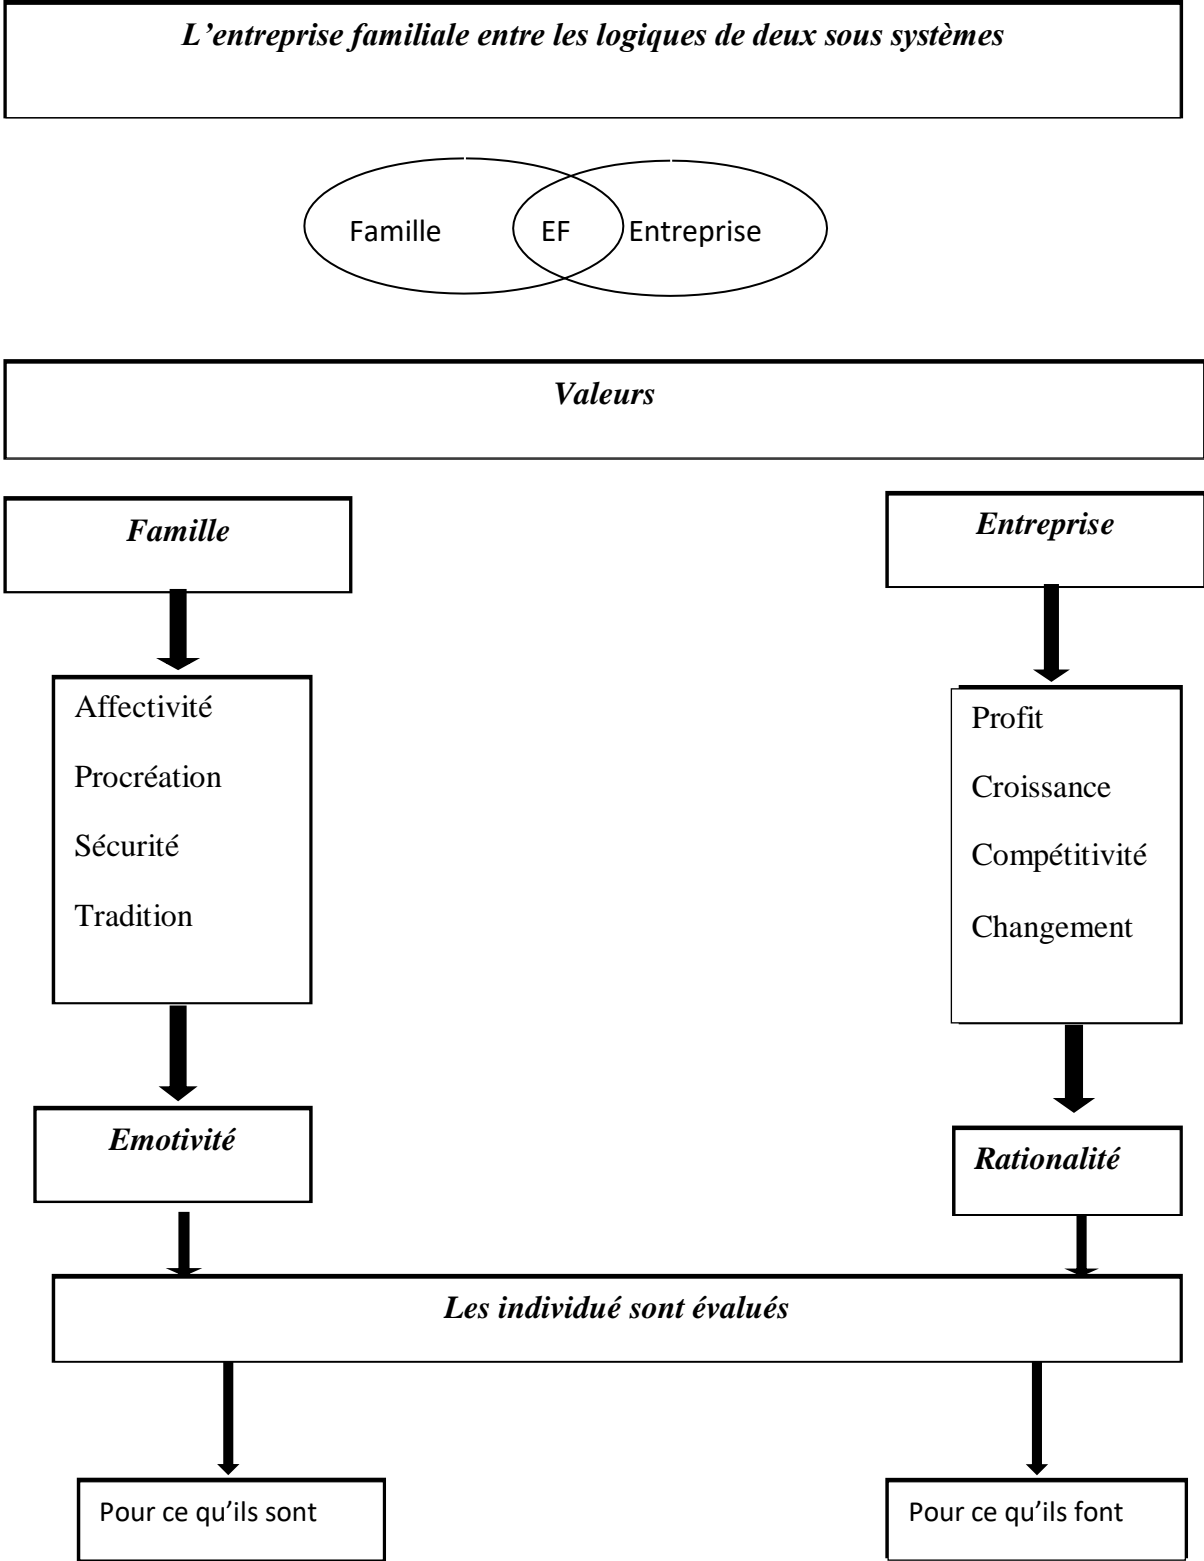 L’entreprise familiale entre les logiques de deux sous systèmes
Famille
EF
Entreprise
Valeurs
Famille
Entreprise
Affectivité
Procréation
Sécurité
Tradition
Profit
Croissance
Compétitivité
Changement
Emotivité
Rationalité
Les individué sont évalués
Pour ce qu’ils sont
Pour ce qu’ils font